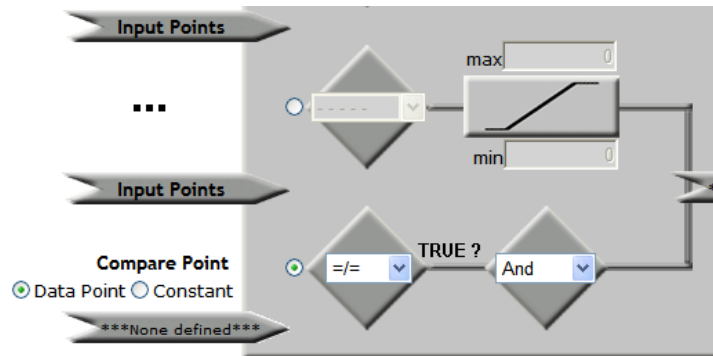 Input Points
max 0
...
- - - - -
min 0
Input Points
TRUE ?
Compare Point
=/=
And
Data Point Constant
***None defined***